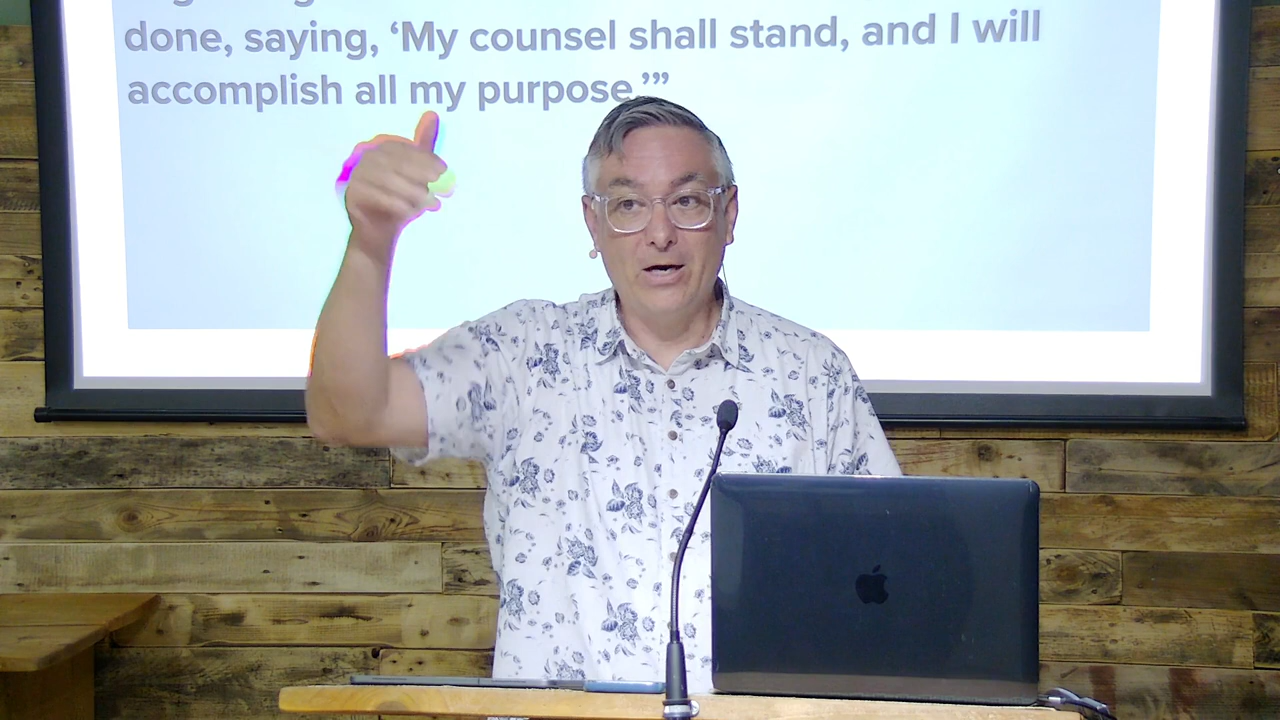 done, saying, ‘My counsel shall stand, and I will
accomplish all my purpose.’”